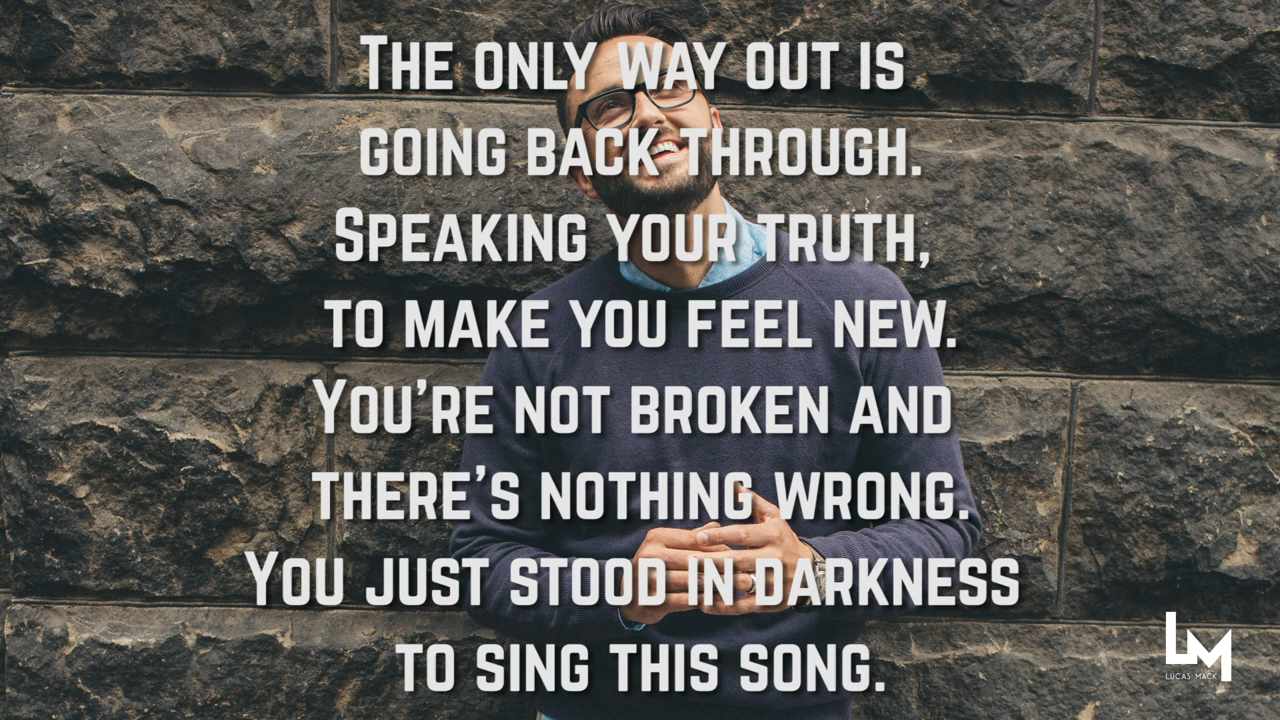 The only way out is
going back through.
Speaking your truth,
to make you feel new.
You're not broken and
there's nothing wrong.
You just stood in darkness
to sing this song.
LM
LUCAS MACK